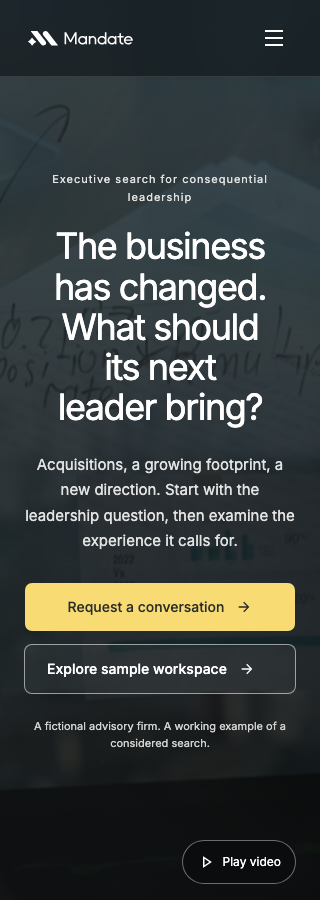 Mandate
Executive search for consequential
leadership
The business
has changed.
What should
its next
leader bring?
Acquisitions, a growing footprint, a
new direction. Start with the
leadership question, then examine the
experience it calls for.
2022
Request a conversation
Explore sample workspace
A fictional advisory firm. A working example of a
considered search.
Play video